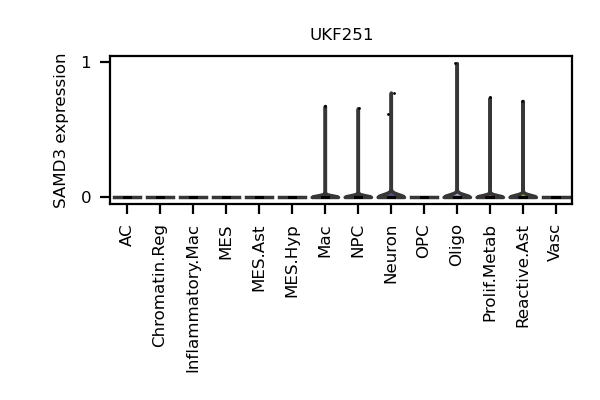 UKF251
SAMD3 expression
1
0
AC
Chromatin.Reg
Inflammatory.Mac
MES
MES.Ast
MES.Hyp
Mac
NPC
Neuron
OPC
Oligo
Prolif.Metab
Reactive.Ast
Vasc